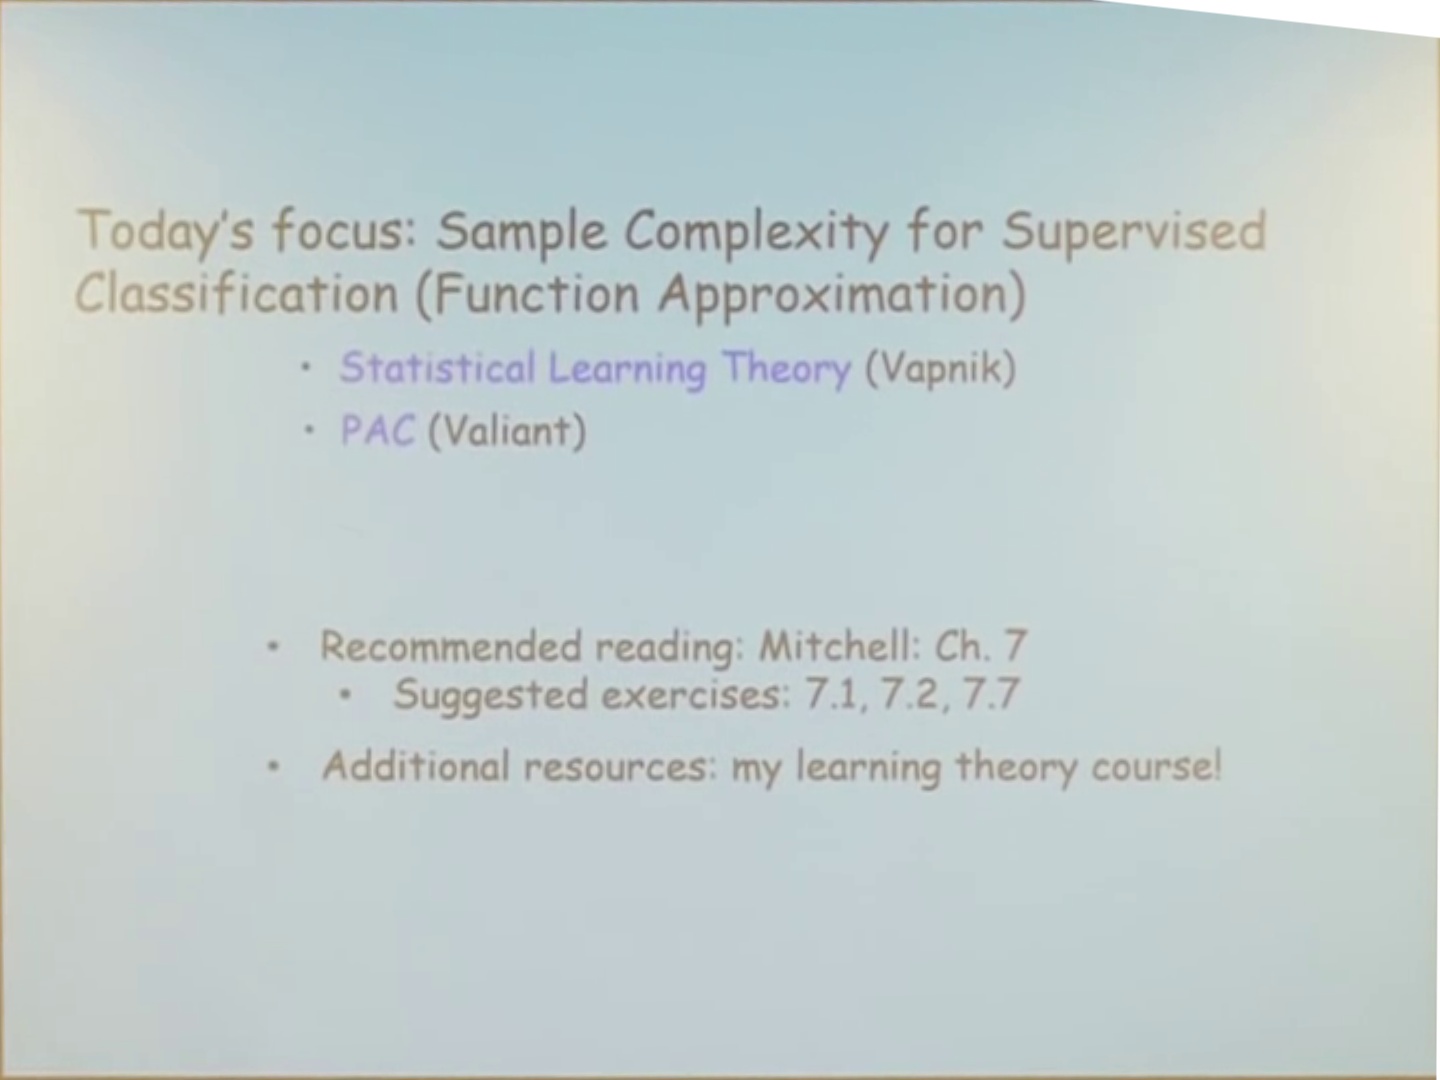 Today's focus: Sample Complexity for Supervised
Classification (Function Approximation)
• Statistical Learning Theory (Vapnik)
• PAC (Valiant)
• Recommended reading: Mitchell: Ch. 7
• Suggested exercises: 7.1, 7.2, 7.7
• Additional resources: my learning theory course!